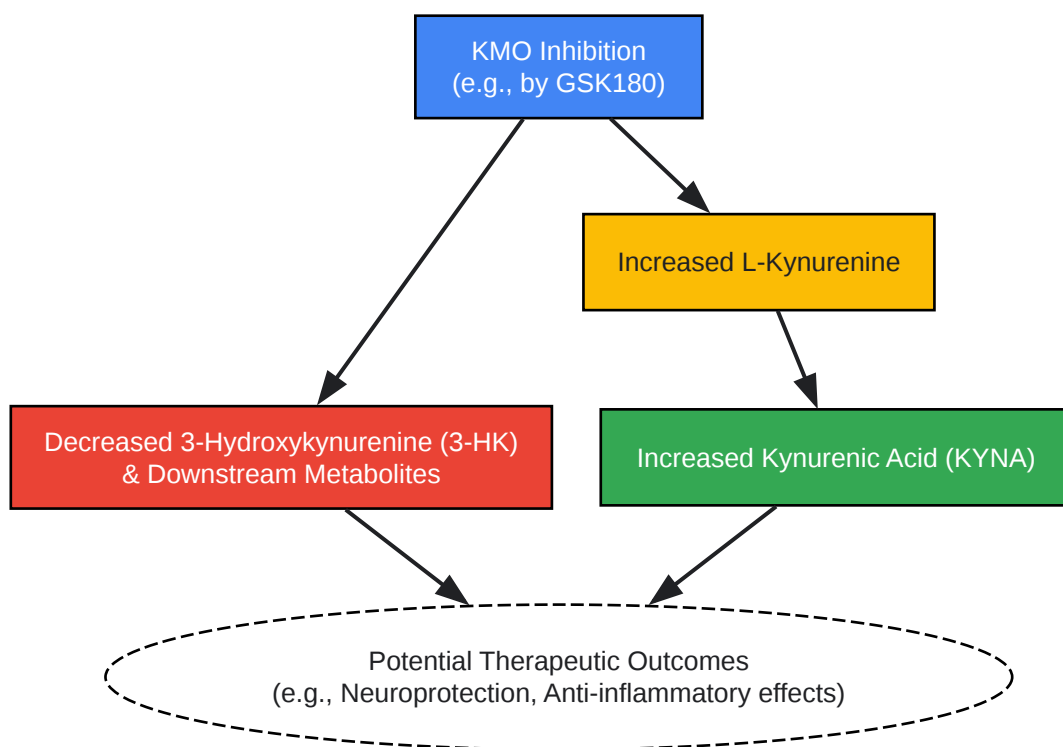 KMO Inhibition
(e.g., by GSK180)
Increased L-Kynurenine
Decreased 3-Hydroxykynurenine (3-HK)
& Downstream Metabolites
Increased Kynurenic Acid (KYNA)
Potential Therapeutic Outcomes
(e.g., Neuroprotection, Anti-inflammatory effects)